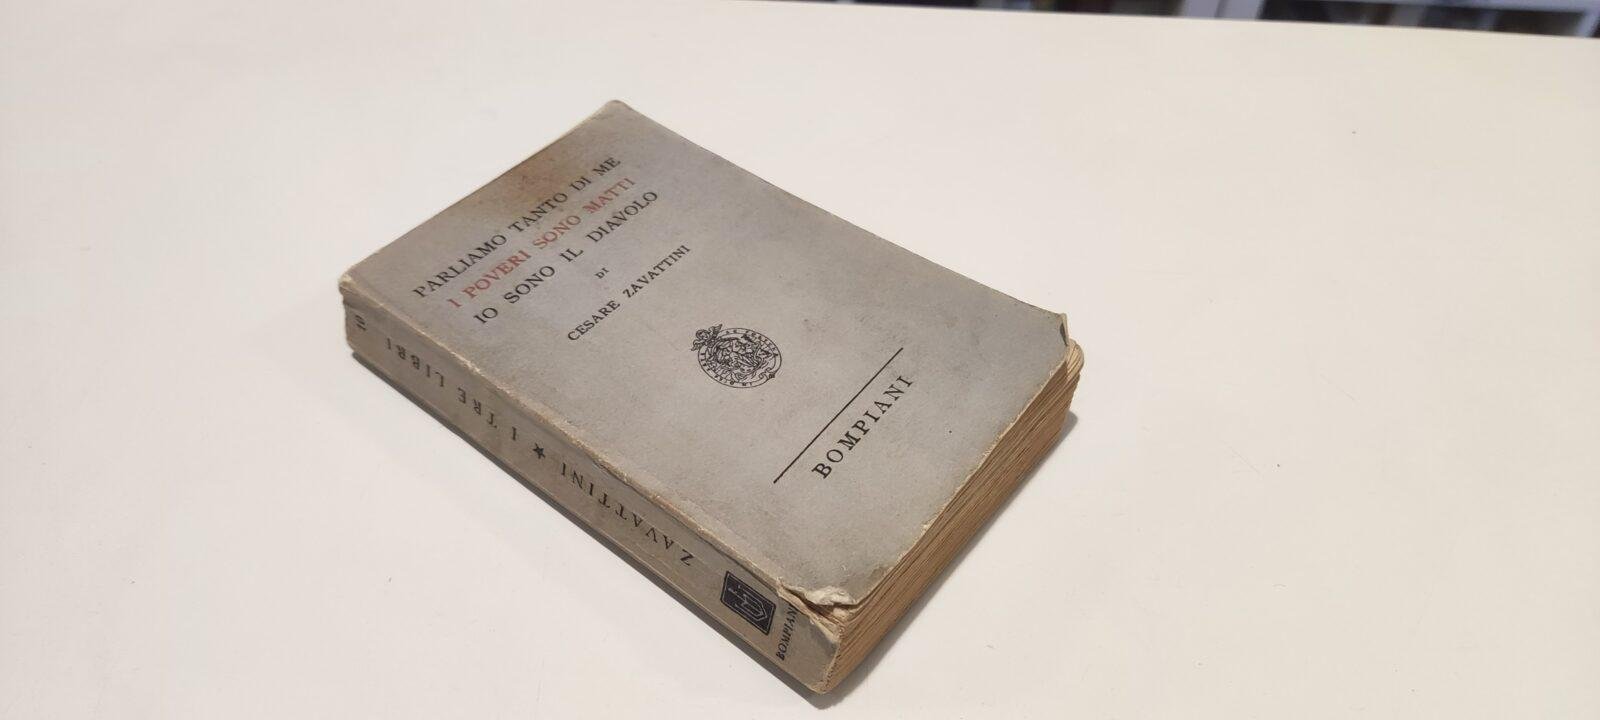 PARLIAMO TANTO DI ME
I POVERI SONO MATTI
IO SONO IL DIAVOLO
DI
CESARE ZAVATTINI
BOMPIANI
ZAVATTINI ★ I TRE LIBRI
BOMPIANI